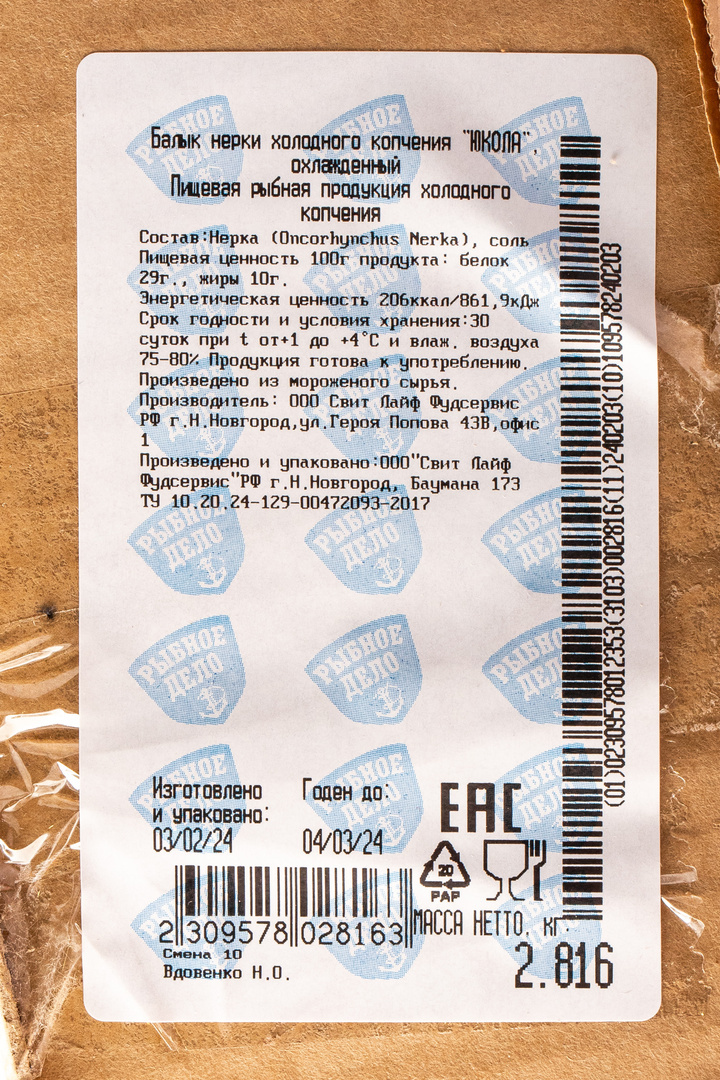 Балык нерки холодного копчения "ЮКОЛА",
охлажденный
Пищевая рыбная продукция холодного
копчения
Состав:Нерка (Oncorhynchus Nerka), соль
Пищевая ценность 100г продукта: белок
29г., жиры 10г.
Энергетическая ценность 206ккал/861,9кДж
Срок годности и условия хранения:30
суток при t от+1 до +4°С и влаж. воздуха
75-80% Продукция готова к употреблению.
Произведено из мороженого сырья.
Производитель: ООО Свит Лайф Фудсервис
РФ г.Н.Новгород,ул.Героя Попова 43В,офис
1
Произведено и упаковано:ООО"Свит Лайф
Фудсервис"РФ г.Н.Новгород, Баумана 173
ТУ 10.20.24-129-00472093-2017
(01)02309578012353(3103)002816(11)240203(10)109578240203
РЫБНОЕ ДЕЛО
Изготовлено
и упаковано:
03/02/24
Годен до:
04/03/24
EAC
20
PAP
МАССА НЕТТО, кг.
2.816
2 309578 028163
Смена 10
Вдовенко Н.О.